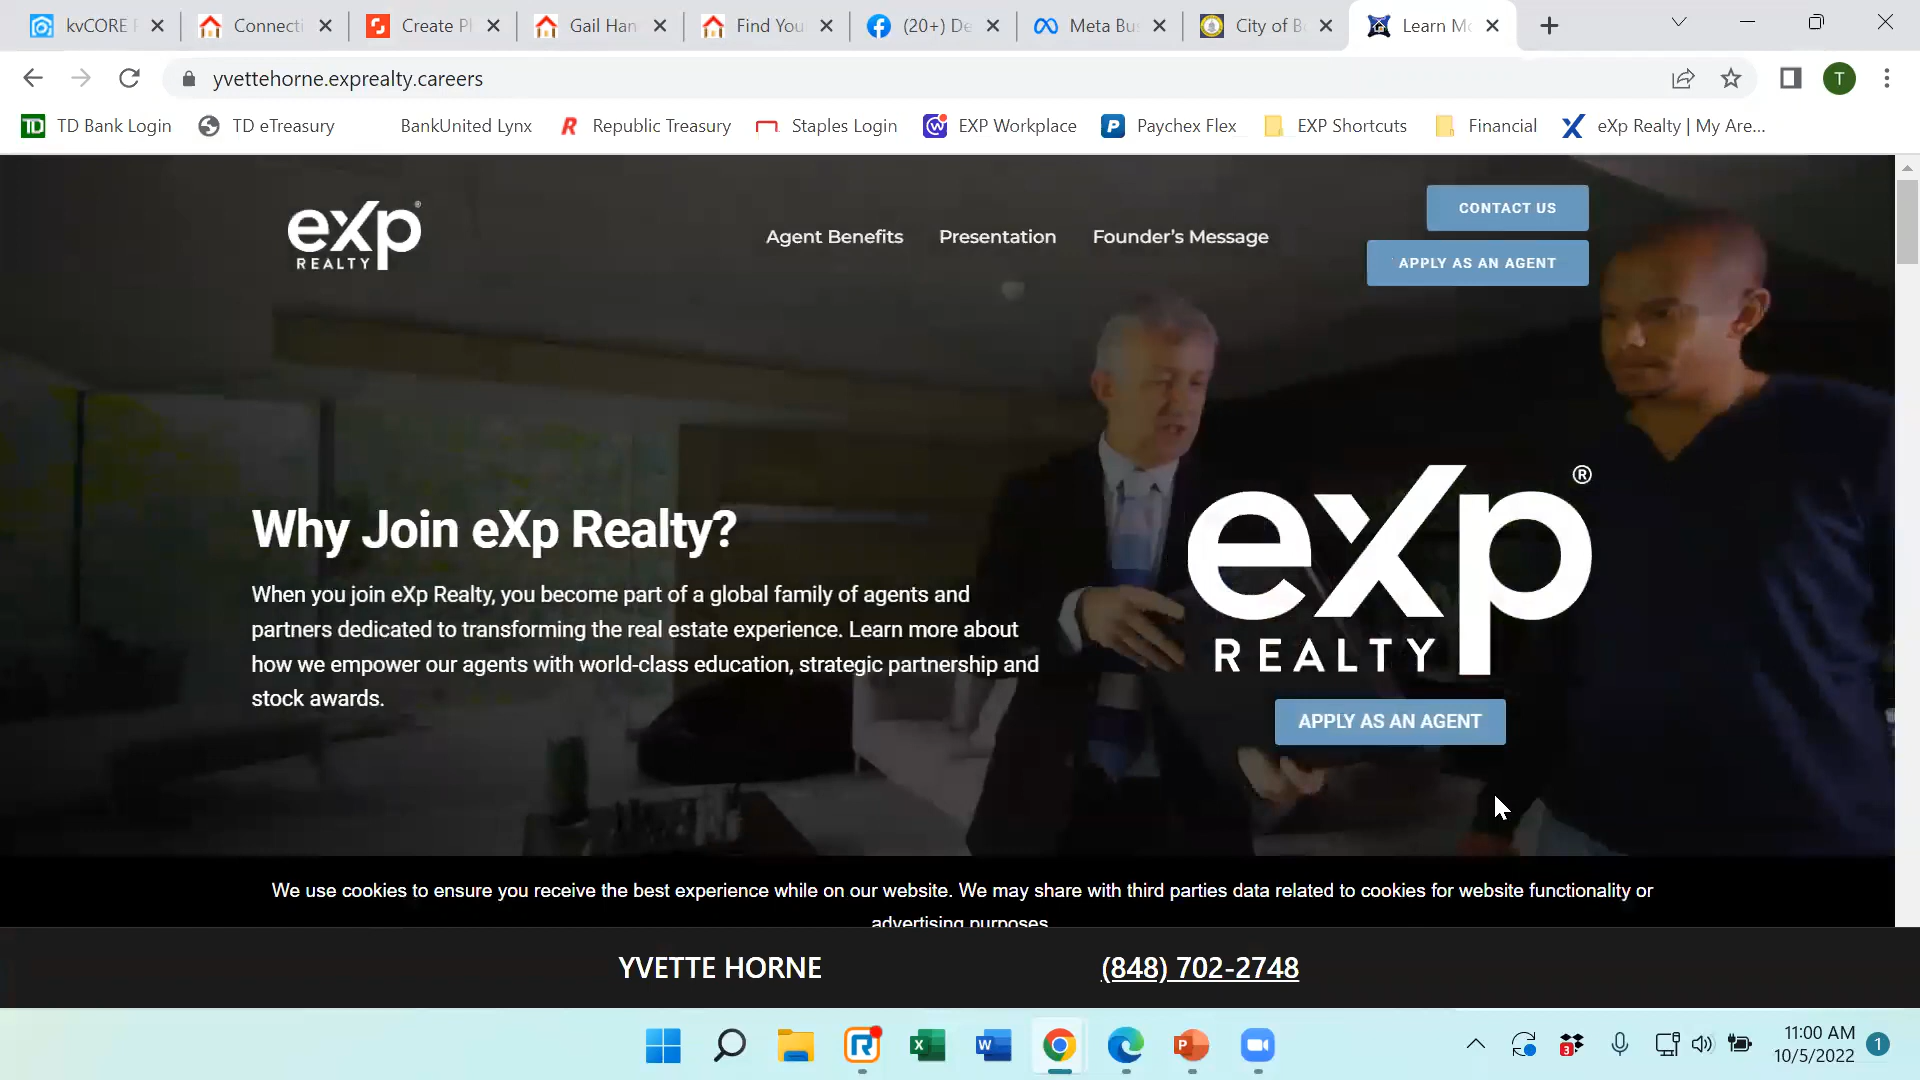 kvCORE
Connecti
Create Pl
Gail Han
Find You
(20+) De
Meta Bu
City of B
Learn Mo
yvettehorne.exprealty.careers
T
TD Bank Login
TD eTreasury
BankUnited Lynx
Republic Treasury
Staples Login
EXP Workplace
Paychex Flex
EXP Shortcuts
Financial
eXp Realty | My Are...
eXp REALTY
Agent Benefits
Presentation
Founder's Message
CONTACT US
APPLY AS AN AGENT
Why Join eXp Realty?
When you join eXp Realty, you become part of a global family of agents and
partners dedicated to transforming the real estate experience. Learn more about
how we empower our agents with world-class education, strategic partnership and
stock awards.
eXp®
REALTY
APPLY AS AN AGENT
We use cookies to ensure you receive the best experience while on our website. We may share with third parties data related to cookies for website functionality or
advertising purposes
YVETTE HORNE
(848) 702-2748
3
11:00 AM
10/5/2022
1